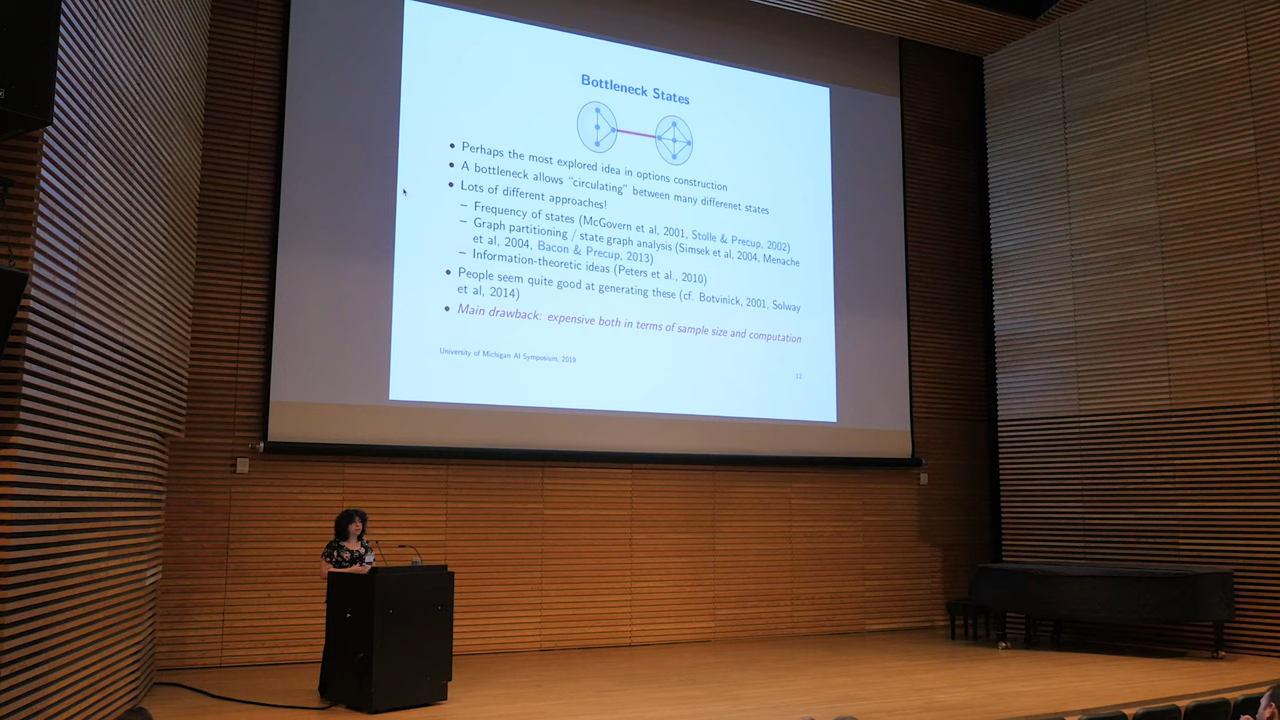 Bottleneck States
• Perhaps the most explored idea in options construction
• A bottleneck allows "circulating" between many differenet states
• Lots of different approaches!
– Frequency of states (McGovern et al, 2001, Stolle & Precup, 2002)
– Graph partitioning / state graph analysis (Simsek et al, 2004, Menache
et al, 2004, Bacon & Precup, 2013)
– Information-theoretic ideas (Peters et al., 2010)
• People seem quite good at generating these (cf. Botvinick, 2001, Solway
et al, 2014)
• Main drawback: expensive both in terms of sample size and computation
University of Michigan AI Symposium, 2019
12